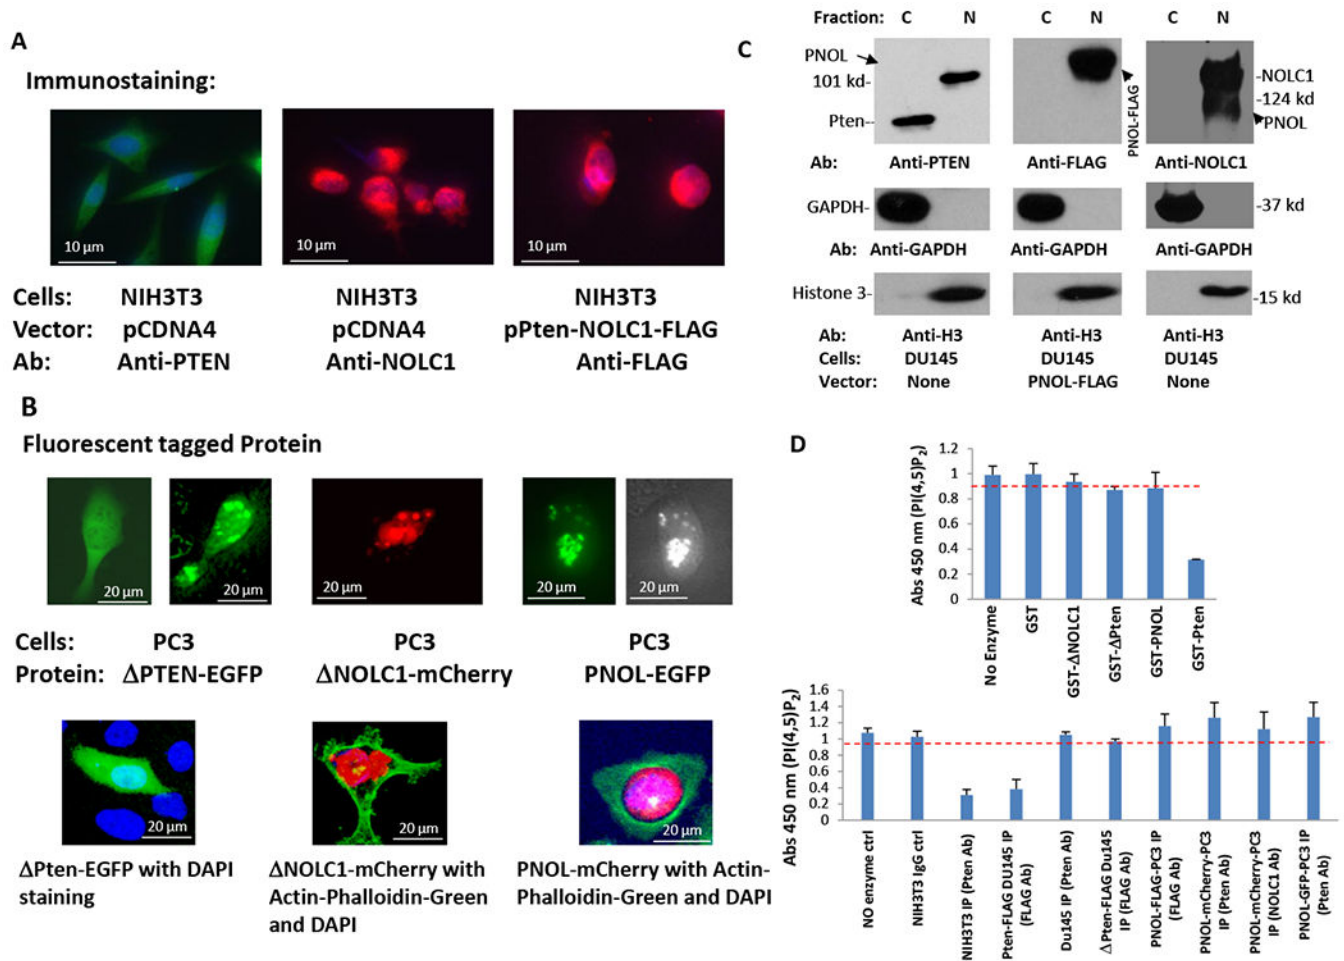 A
Immunostaining:
10 µm
10 µm
10 µm
Cells: NIH3T3 NIH3T3 NIH3T3
Vector: pCDNA4 pCDNA4 pPten-NOLC1-FLAG
Ab: Anti-PTEN Anti-NOLC1 Anti-FLAG
B
Fluorescent tagged Protein
20 µm
20 µm
20 µm
20 µm
20 µm
Cells: PC3 PC3 PC3
Protein: ΔPTEN-EGFP ΔNOLC1-mCherry PNOL-EGFP
20 µm
20 µm
20 µm
ΔPten-EGFP with DAPI
staining
ΔNOLC1-mCherry with
Actin-Phalloidin-Green
and DAPI
PNOL-mCherry with Actin-
Phalloidin-Green and DAPI
C
Fraction: C N C N C N
PNOL
101 kd-
Pten--
PNOL-FLAG
-NOLC1
-124 kd
PNOL
Ab: Anti-PTEN Anti-FLAG Anti-NOLC1
GAPDH-
-37 kd
Ab: Anti-GAPDH Anti-GAPDH Anti-GAPDH
Histone 3-
-15 kd
Ab: Anti-H3 Anti-H3 Anti-H3
Cells: DU145 DU145 DU145
Vector: None PNOL-FLAG None
D
Abs 450 nm (PI(4,5)P2)
1.2
1
0.8
0.6
0.4
0.2
0
No Enzyme
GST
GST-ΔNOLC1
GST-ΔPten
GST-PNOL
GST-Pten
Abs 450 nm (PI(4,5)P2)
1.6
1.4
1.2
1
0.8
0.6
0.4
0.2
0
NO enzyme ctrl
NIH3T3 IgG ctrl
NIH3T3 IP (Pten Ab)
Pten-FLAG DU145 IP
(FLAG Ab)
Du145 IP (Pten Ab)
ΔPten-FLAG Du145
IP (FLAG Ab)
PNOL-FLAG-PC3 IP
(FLAG Ab)
PNOL-mCherry-PC3
IP (Pten Ab)
PNOL-mCherry-PC3
IP (NOLC1 Ab)
PNOL-GFP-PC3 IP
(Pten Ab)